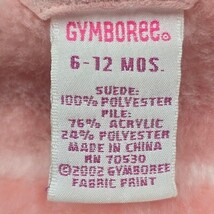 GYMBOREE®
6-12 MOS.
SUEDE:
100% POLYESTER
PILE:
76% ACRYLIC
24% POLYESTER
MADE IN CHINA
RN 70530
©2002 GYMBOREE
FABRIC PRINT